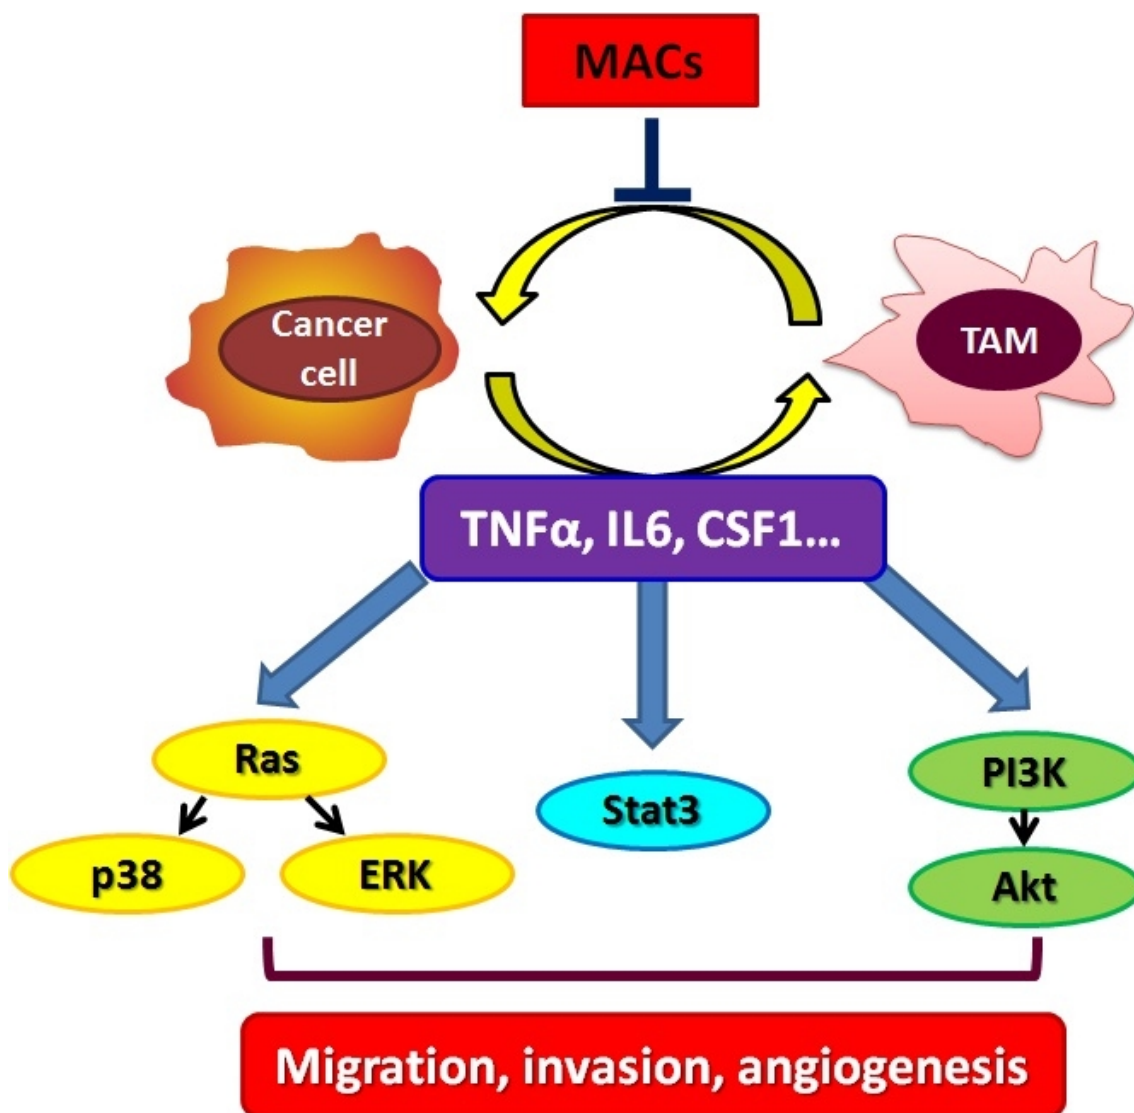 MACs
Cancer
cell
TAM
TNFα, IL6, CSF1...
Ras
Stat3
PI3K
p38
ERK
Akt
Migration, invasion, angiogenesis